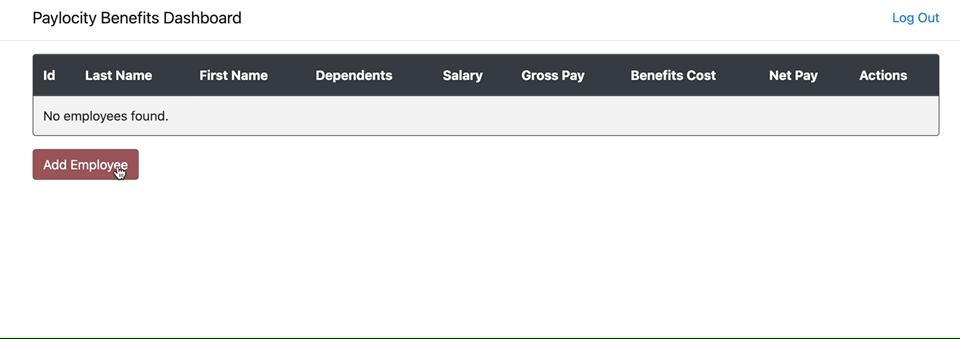 Paylocity Benefits Dashboard Log Out
Id Last Name First Name Dependents Salary Gross Pay Benefits Cost Net Pay Actions
No employees found.
Add Employee